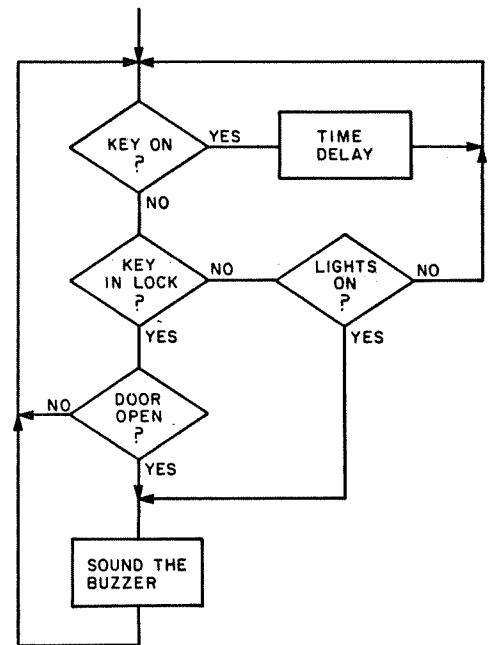 KEY ON
?
YES
TIME
DELAY
NO
KEY
IN LOCK
?
NO
LIGHTS
ON
?
NO
YES
YES
DOOR
OPEN
?
NO
YES
SOUND THE
BUZZER